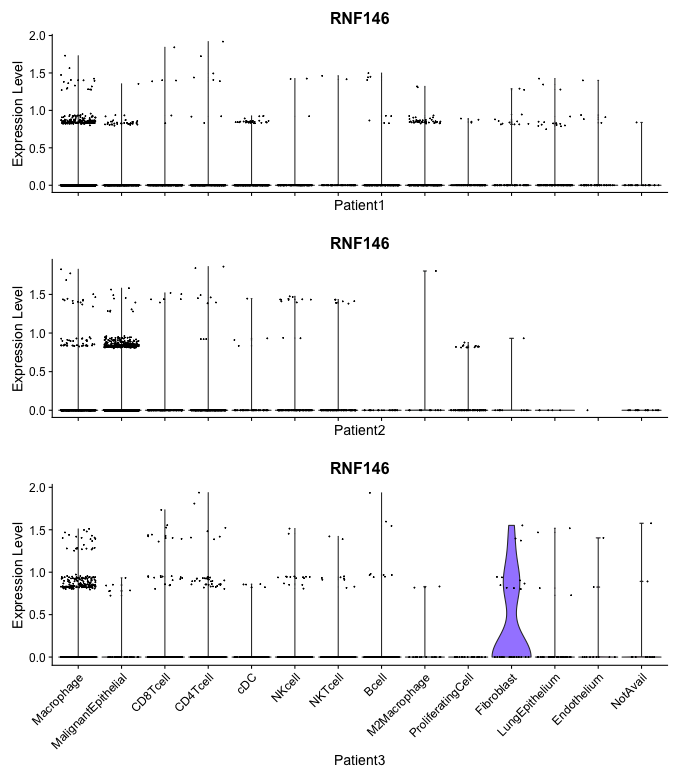 RNF146
Expression Level
2.0
1.5
1.0
0.5
0.0
Patient1
RNF146
Expression Level
1.5
1.0
0.5
0.0
Patient2
RNF146
Expression Level
2.0
1.5
1.0
0.5
0.0
Macrophage
MalignantEpithelial
CD8Tcell
CD4Tcell
cDC
NKcell
NKTcell
Bcell
M2Macrophage
ProliferatingCell
Fibroblast
LungEpithelium
Endothelium
NotAvail
Patient3